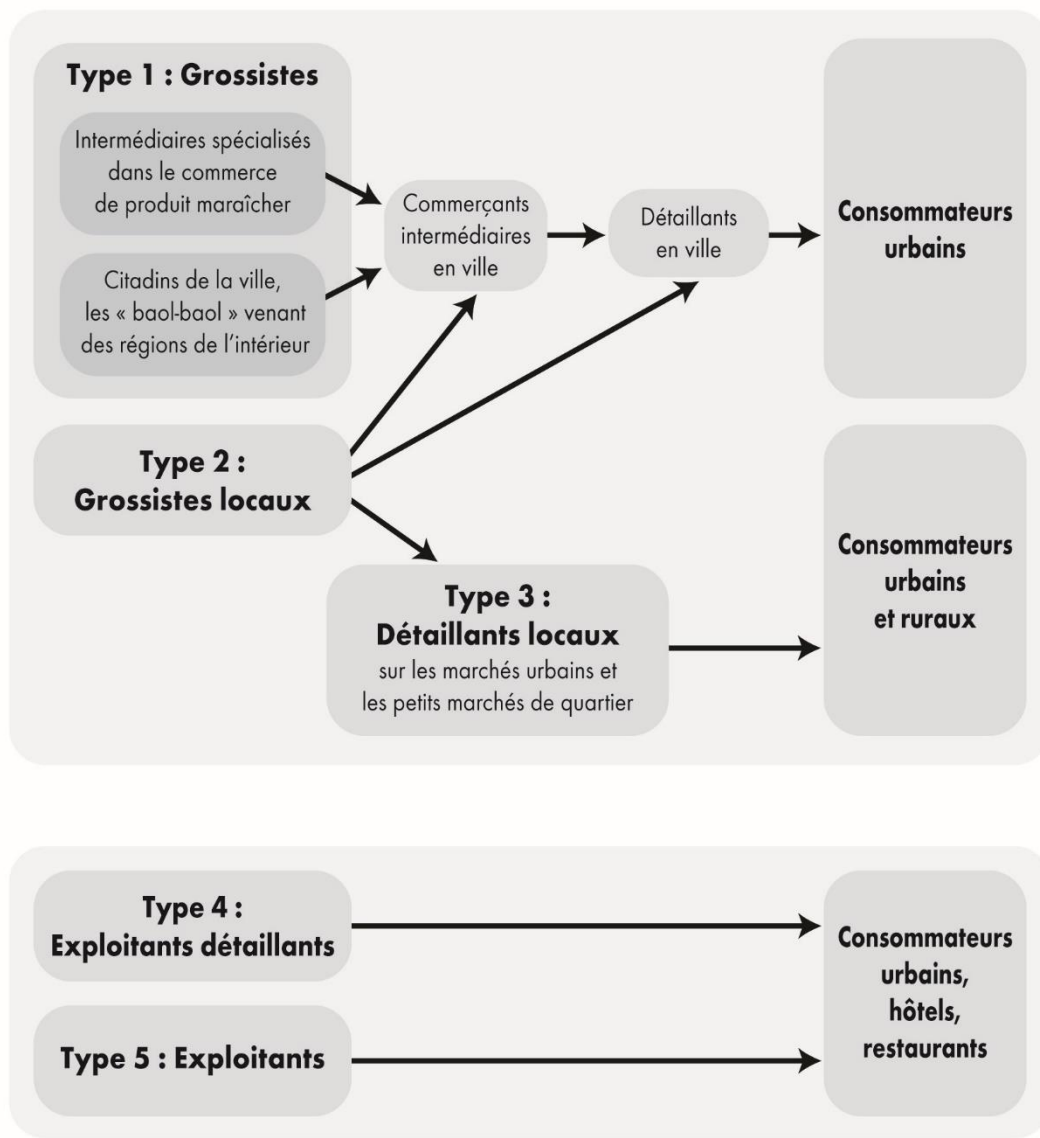 Type 1 : Grossistes
Intermédiaires spécialisés
dans le commerce
de produit maraîcher
Citadins de la ville,
les « baol-baol » venant
des régions de l'intérieur
Commerçants
intermédiaires
en ville
Détaillants
en ville
Consommateurs
urbains
Type 2 :
Grossistes locaux
Type 3 :
Détaillants locaux
sur les marchés urbains et
les petits marchés de quartier
Consommateurs
urbains
et ruraux
Type 4 :
Exploitants détaillants
Type 5 : Exploitants
Consommateurs
urbains,
hôtels,
restaurants